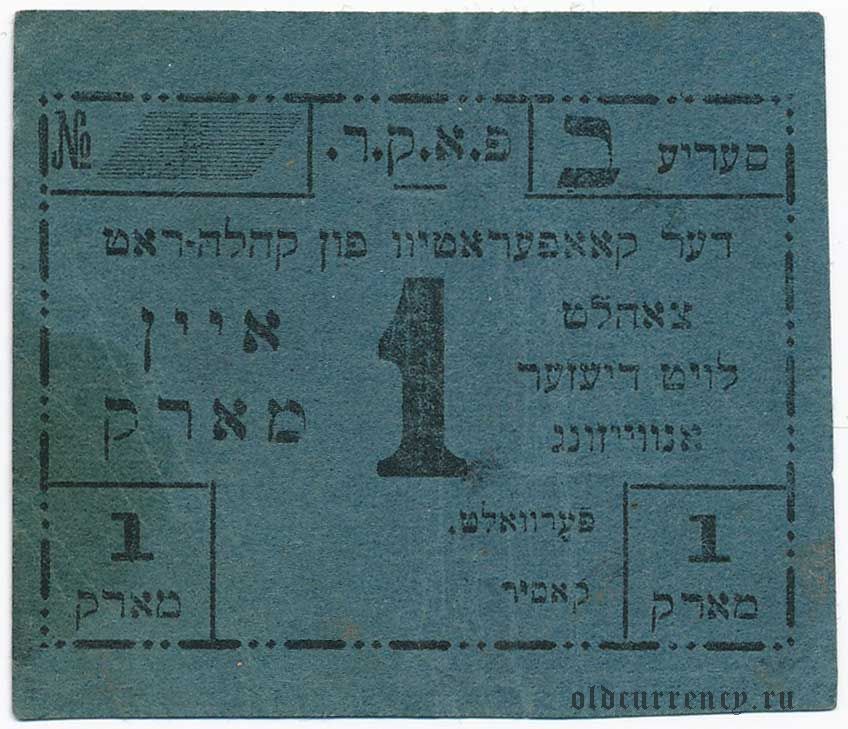 סעריע ב פ.א.ק.ר. №
דער קאאפעראטיוו פון קהלה-ראט
צאהלט
לויט דיעזער
אנווייזונג
1
איין
מארק
פערוואלט.
קאסיר
1
מארק
1
מארק
oldcurrency.ru